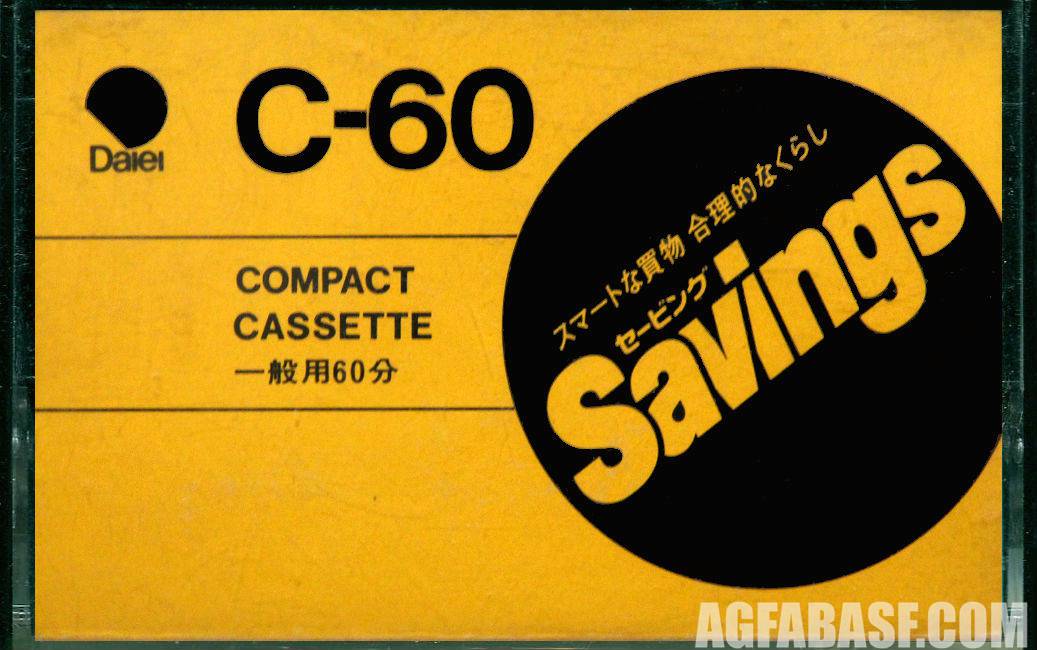 Daiei
C-60
COMPACT
CASSETTE
一般用60分
スマートな買物 合理的なくらし
セービング
Savings
AGFABASE.COM